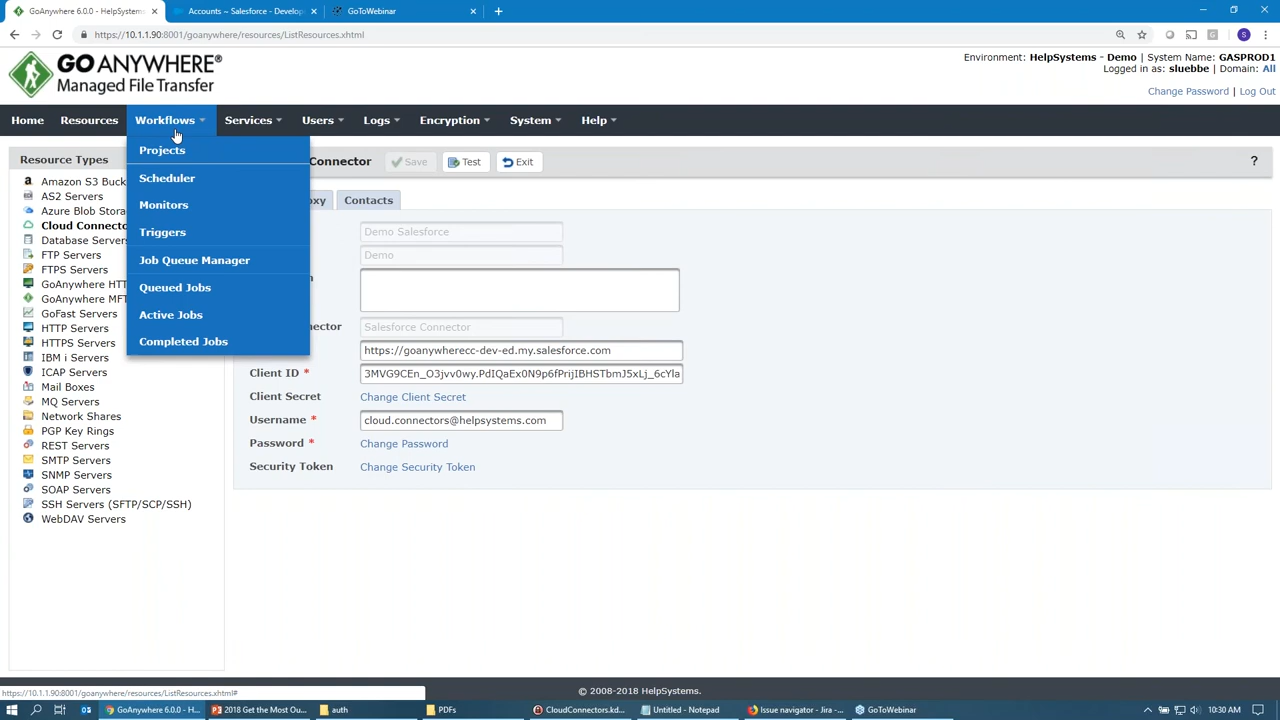 GoAnywhere 6.0.0 - HelpSystems
Accounts ~ Salesforce - Develop
GoToWebinar
https://10.1.1.90:8001/goanywhere/resources/ListResources.xhtml
S
GO ANYWHERE®
Managed File Transfer
Environment: HelpSystems - Demo | System Name: GASPROD1
Logged in as: sluebbe | Domain: All
Change Password | Log Out
Home Resources Workflows Services Users Logs Encryption System Help
Projects
Scheduler
Monitors
Triggers
Job Queue Manager
Queued Jobs
Active Jobs
Completed Jobs
Resource Types
Amazon S3 Buck
AS2 Servers
Azure Blob Stora
Cloud Connecto
Database Server
FTP Servers
FTPS Servers
GoAnywhere HT
GoAnywhere MFT
GoFast Servers
HTTP Servers
HTTPS Servers
IBM i Servers
ICAP Servers
Mail Boxes
MQ Servers
Network Shares
PGP Key Rings
REST Servers
SMTP Servers
SNMP Servers
SOAP Servers
SSH Servers (SFTP/SCP/SSH)
WebDAV Servers
Connector Save Test Exit ?
oxy Contacts
Demo Salesforce
Demo
n
nector Salesforce Connector
https://goanywherecc-dev-ed.my.salesforce.com
Client ID * 3MVG9CEn_O3jvv0wy.PdIQaEx0N9p6fPrijIBHSTbmJ5xLj_6cYla
Client Secret Change Client Secret
Username * cloud.connectors@helpsystems.com
Password * Change Password
Security Token Change Security Token
https://10.1.1.90:8001/goanywhere/resources/ListResources.xhtml#
© 2008-2018 HelpSystems.
GoAnywhere 6.0.0 - H...
2018 Get the Most Ou...
auth
PDFs
CloudConnectors.kd...
Untitled - Notepad
Issue navigator - Jira -...
GoToWebinar
10:30 AM